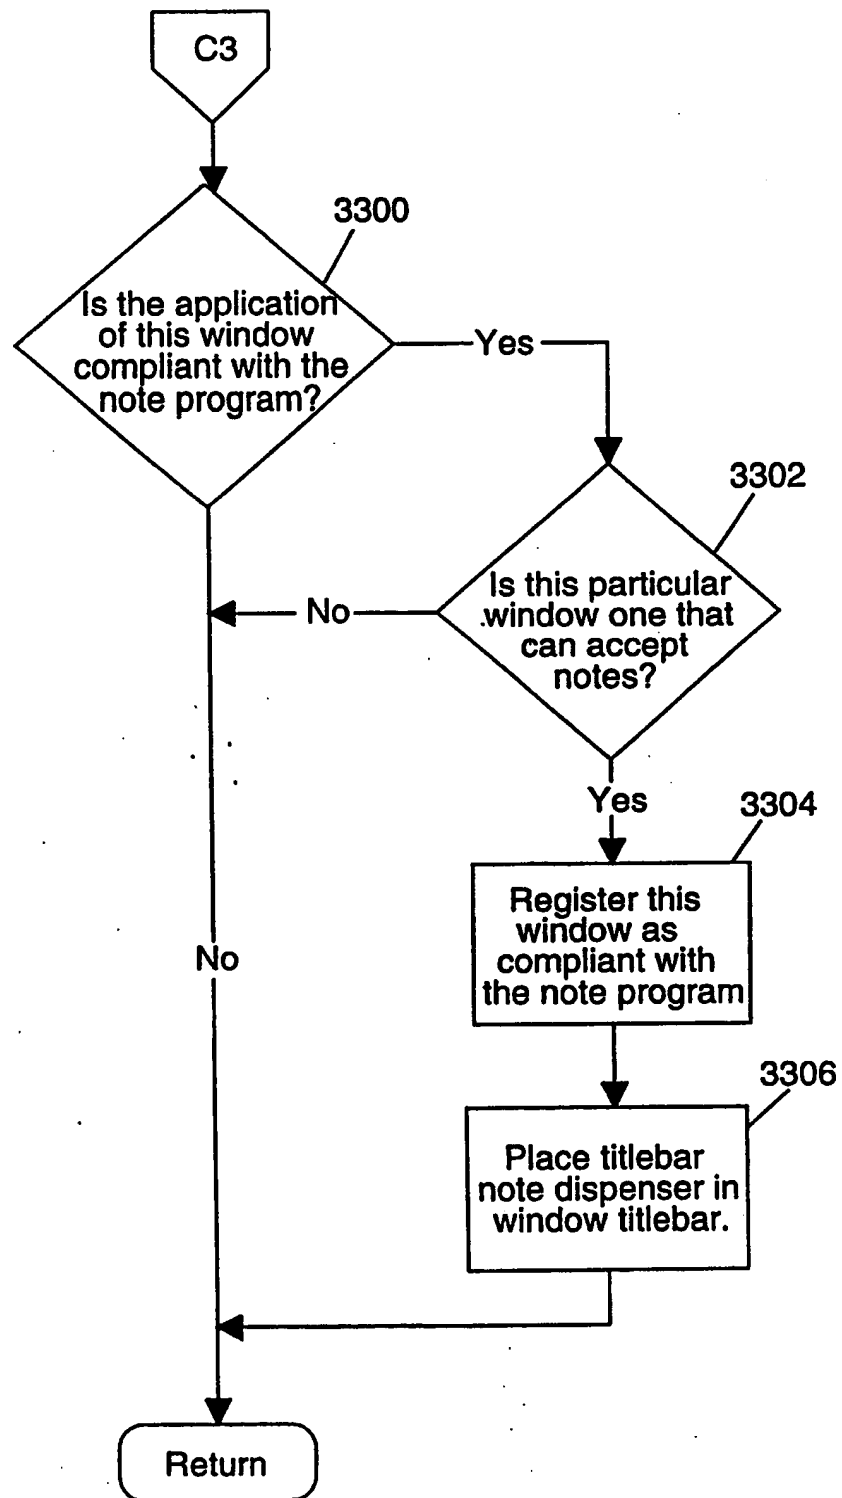 C3
3300
Is the application
of this window
compliant with the
note program?
Yes
3302
Is this particular
window one that
can accept
notes?
No
Yes
3304
Register this
window as
compliant with
the note program
No
3306
Place titlebar
note dispenser in
window titlebar.
Return